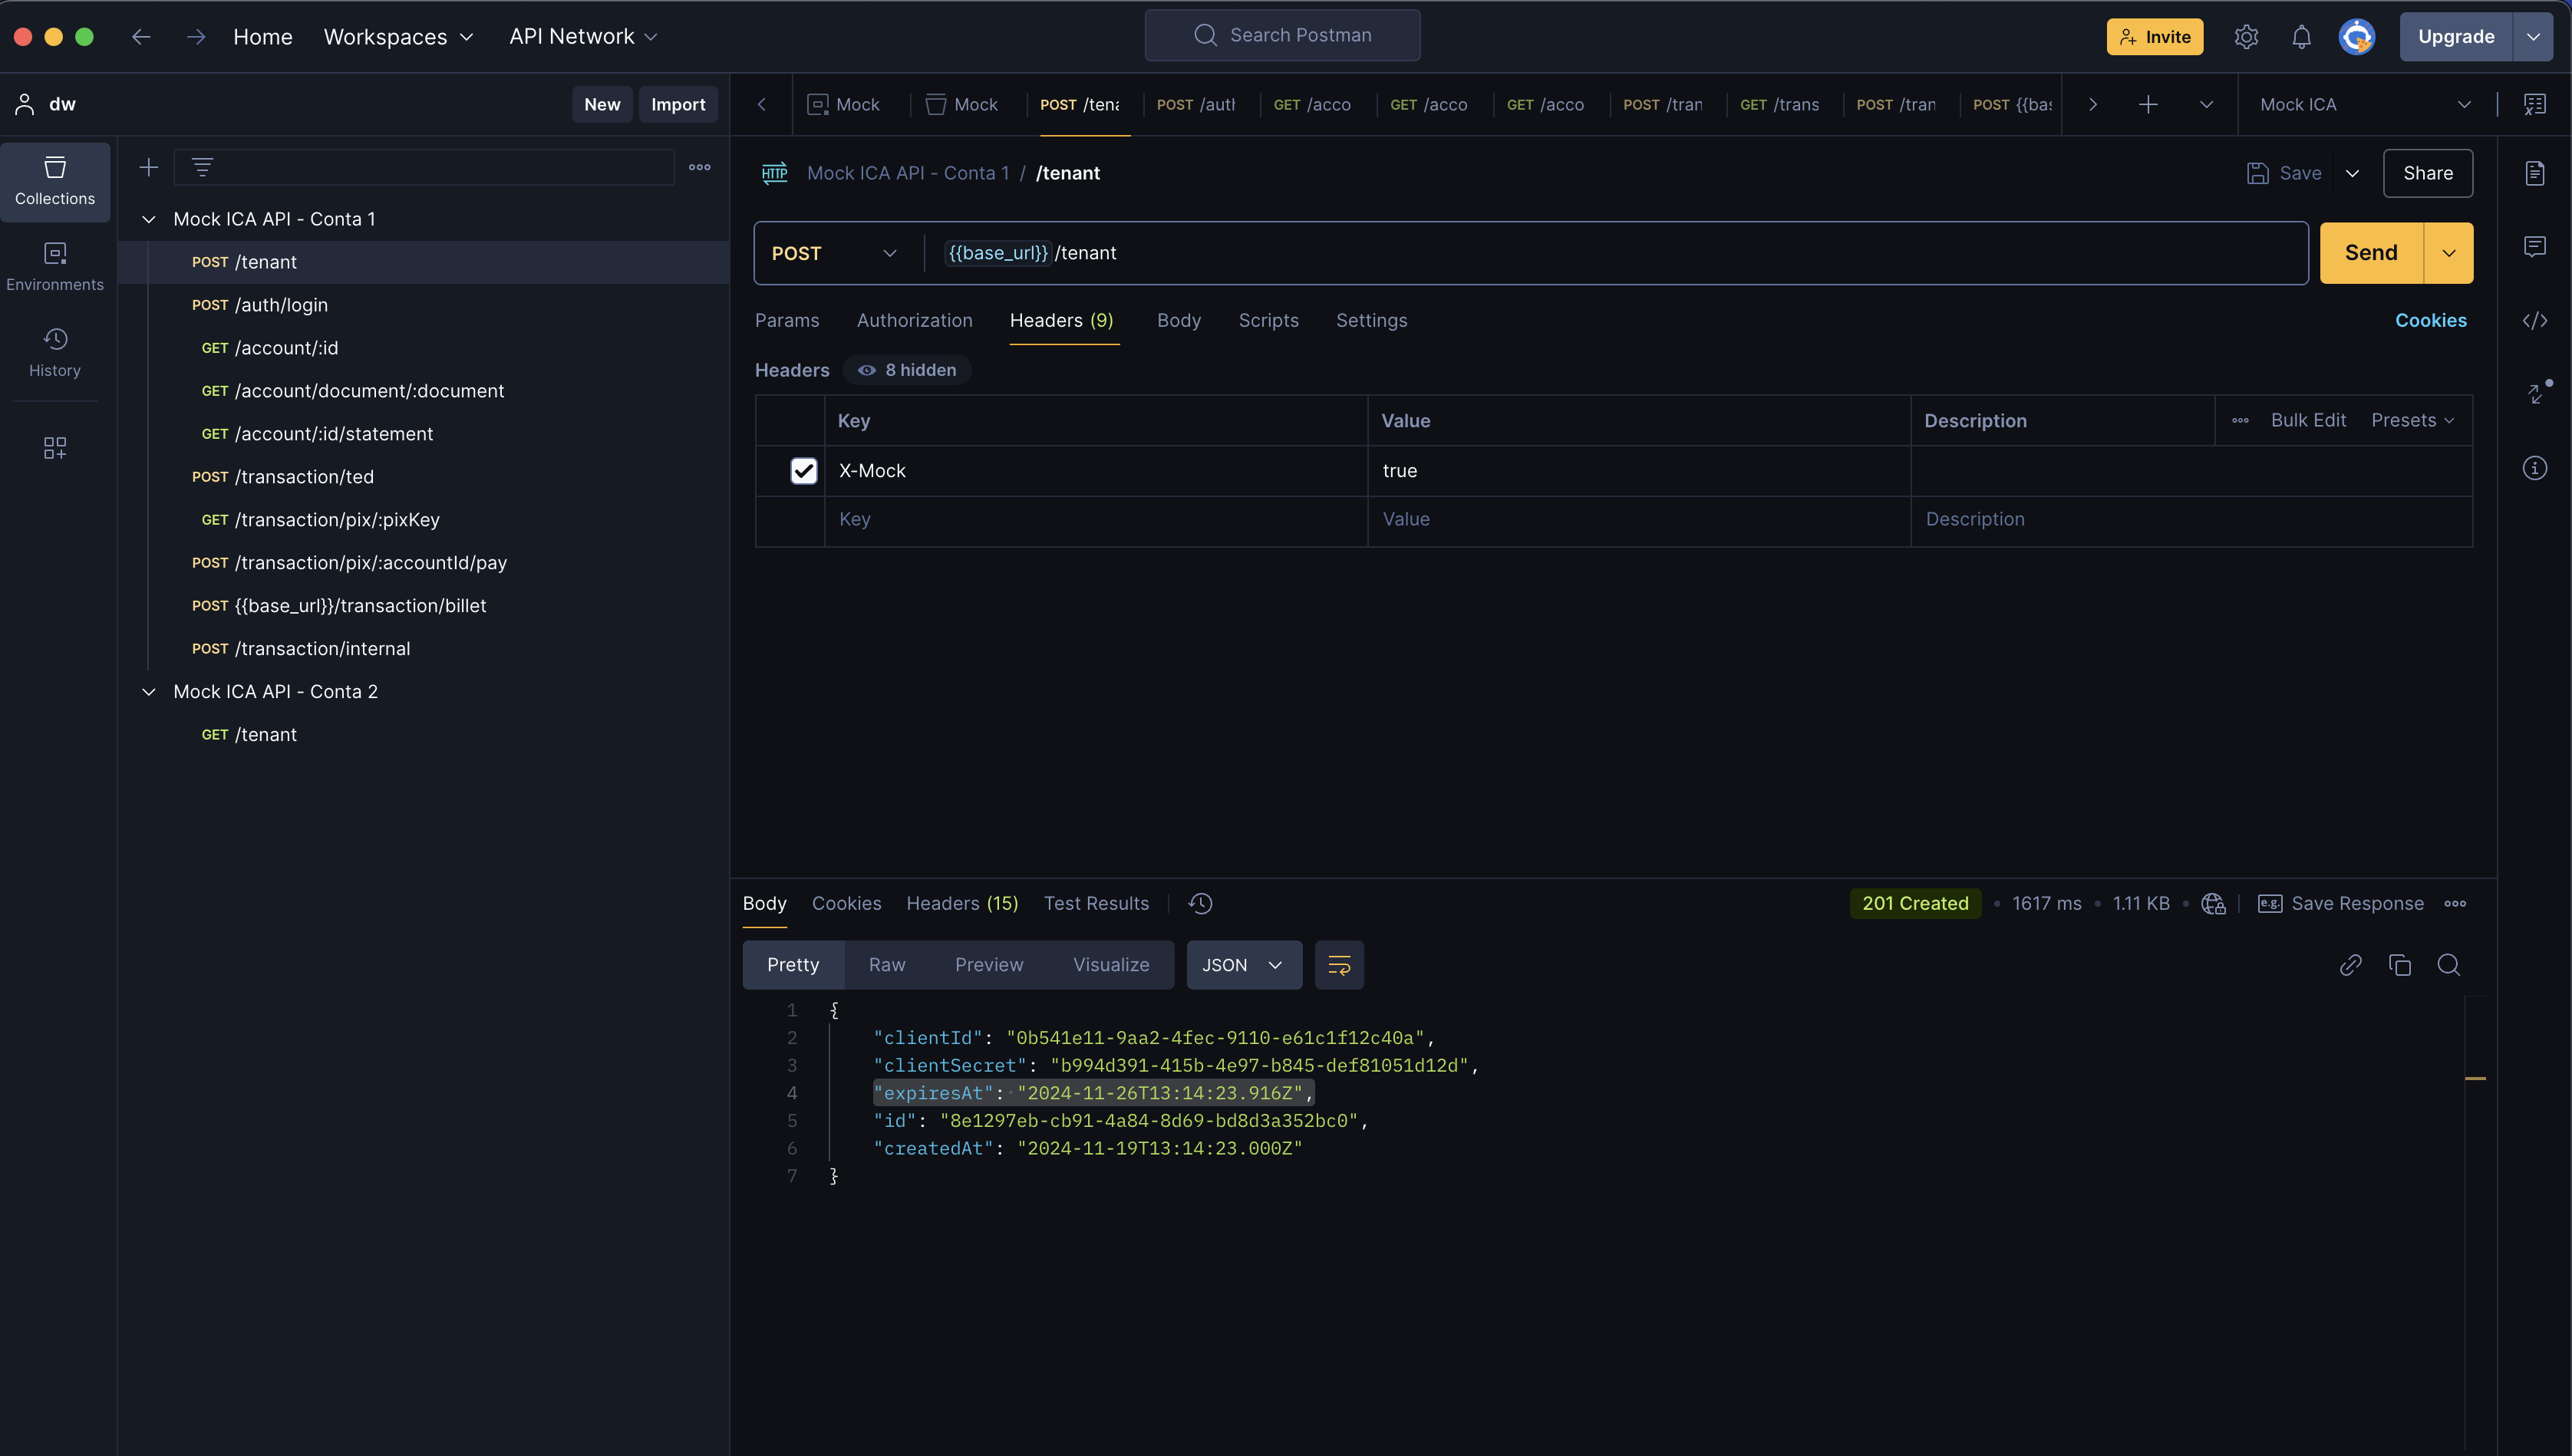 Home Workspaces API Network Search Postman Invite Upgrade
dw New Import
Mock Mock POST /tena POST /auth GET /acco GET /acco GET /acco POST /tran GET /trans POST /tran POST {{bas Mock ICA
Collections
Environments
History
Mock ICA API - Conta 1
POST /tenant
POST /auth/login
GET /account/:id
GET /account/document/:document
GET /account/:id/statement
POST /transaction/ted
GET /transaction/pix/:pixKey
POST /transaction/pix/:accountId/pay
POST {{base_url}}/transaction/billet
POST /transaction/internal
Mock ICA API - Conta 2
GET /tenant
HTTP Mock ICA API - Conta 1 / /tenant Save Share
POST {{base_url}}/tenant Send
Params Authorization Headers (9) Body Scripts Settings Cookies
Headers 8 hidden
Key Value Description Bulk Edit Presets
X-Mock true
Key Value Description
Body Cookies Headers (15) Test Results 201 Created • 1617 ms • 1.11 KB • e.g. Save Response
Pretty Raw Preview Visualize JSON
1 {
2 "clientId": "0b541e11-9aa2-4fec-9110-e61c1f12c40a",
3 "clientSecret": "b994d391-415b-4e97-b845-def81051d12d",
4 "expiresAt": "2024-11-26T13:14:23.916Z",
5 "id": "8e1297eb-cb91-4a84-8d69-bd8d3a352bc0",
6 "createdAt": "2024-11-19T13:14:23.000Z"
7 }